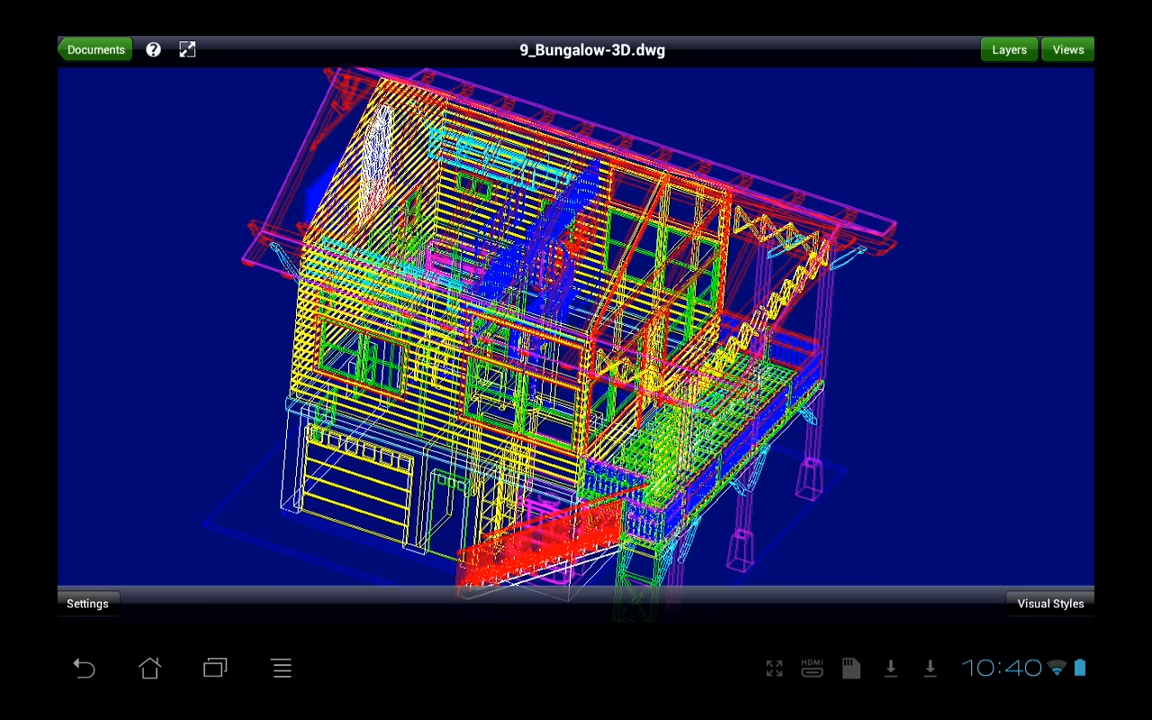 Documents
?
9_Bungalow-3D.dwg
Layers
Views
Settings
Visual Styles
HDMI
10:40